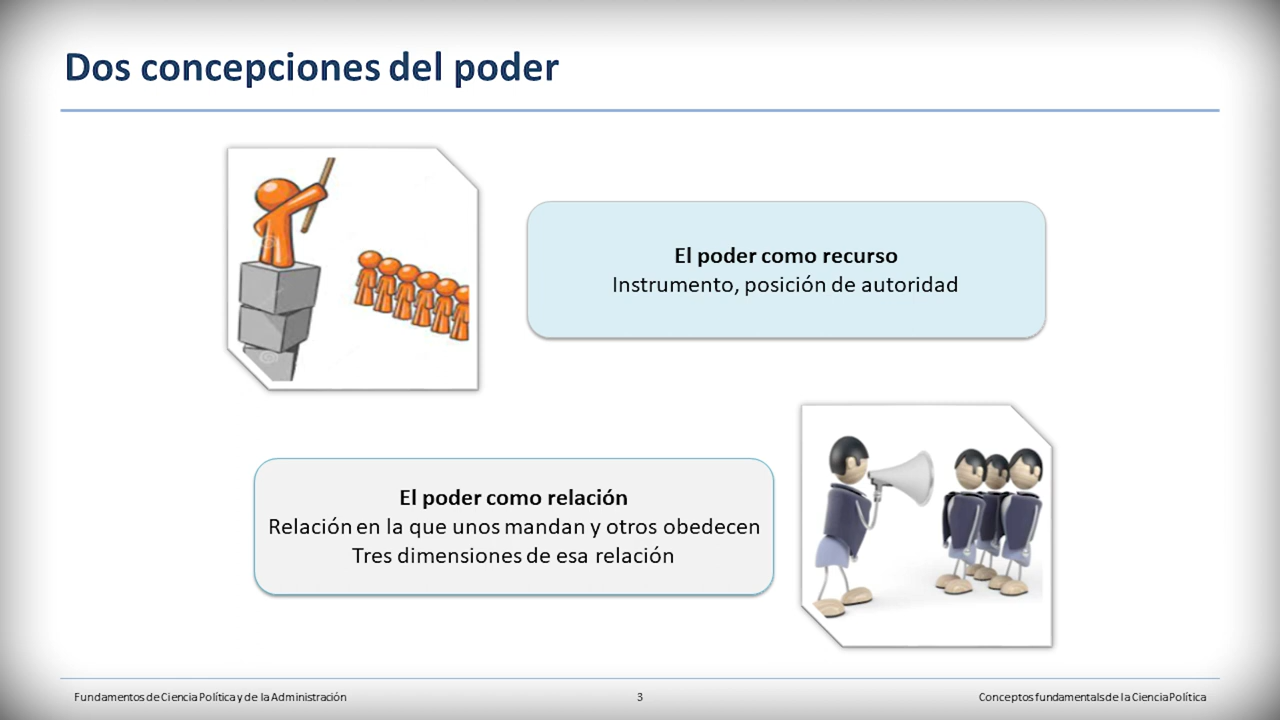 Dos concepciones del poder
El poder como recurso
Instrumento, posición de autoridad
El poder como relación
Relación en la que unos mandan y otros obedecen
Tres dimensiones de esa relación
Fundamentos de Ciencia Política y de la Administración
3
Conceptos fundamentals de la Ciencia Política